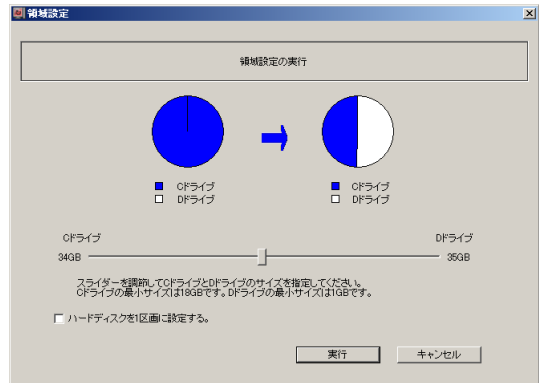 領域設定
領域設定の実行
Cドライブ
Dドライブ
Cドライブ
Dドライブ
Cドライブ
Dドライブ
34GB
35GB
スライダーを調節してCドライブとDドライブのサイズを指定してください。
Cドライブの最小サイズは18GBです。Dドライブの最小サイズは1GBです。
ハードディスクを1区画に設定する。
実行
キャンセル